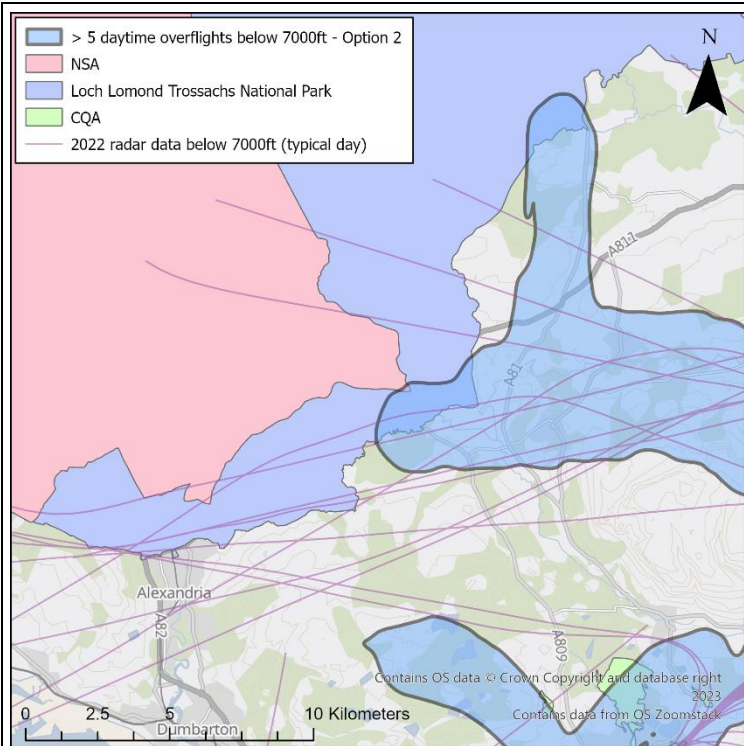 > 5 daytime overflights below 7000ft - Option 2
NSA
Loch Lomond Trossachs National Park
CQA
2022 radar data below 7000ft (typical day)
N
A811
A81
Alexandria
A82
A809
Contains OS data © Crown Copyright and database right
2023
Contains data from OS Zoomstack
0 2.5 5 10 Kilometers
Dumbarton